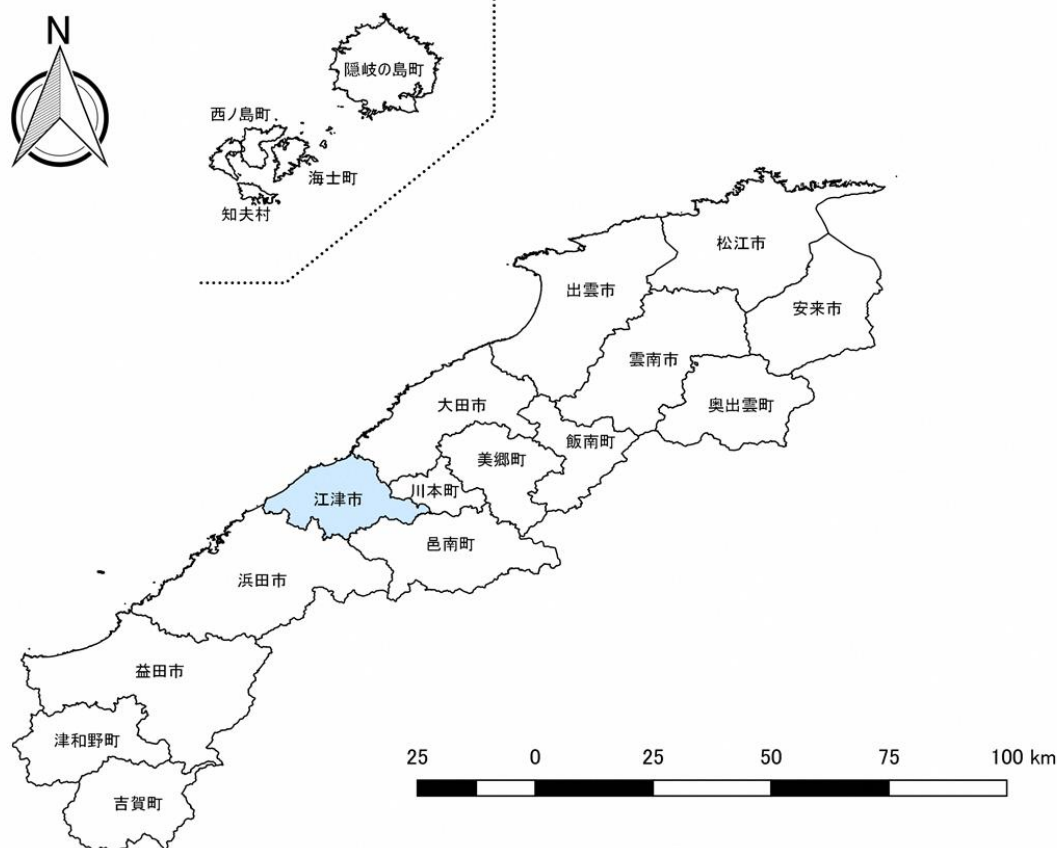 N
隠岐の島町
西ノ島町
海士町
知夫村
松江市
出雲市
安来市
雲南市
大田市
奥出雲町
飯南町
美郷町
川本町
江津市
邑南町
浜田市
益田市
津和野町
吉賀町
25 0 25 50 75 100 km